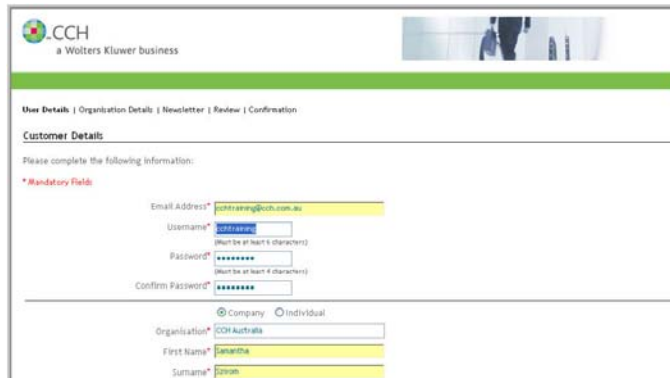 CCH
a Wolters Kluwer business
User Details | Organisation Details | Newsletter | Review | Confirmation
Customer Details
Please complete the following information:
* Mandatory Fields
Email Address* cchtraining@cch.com.au
Username* cchtraining
(Must be at least 6 characters)
Password* ••••••••
(Must be at least 4 characters)
Confirm Password* ••••••••
Company Individual
Organisation* CCH Australia
First Name* Samantha
Surname* Szirom